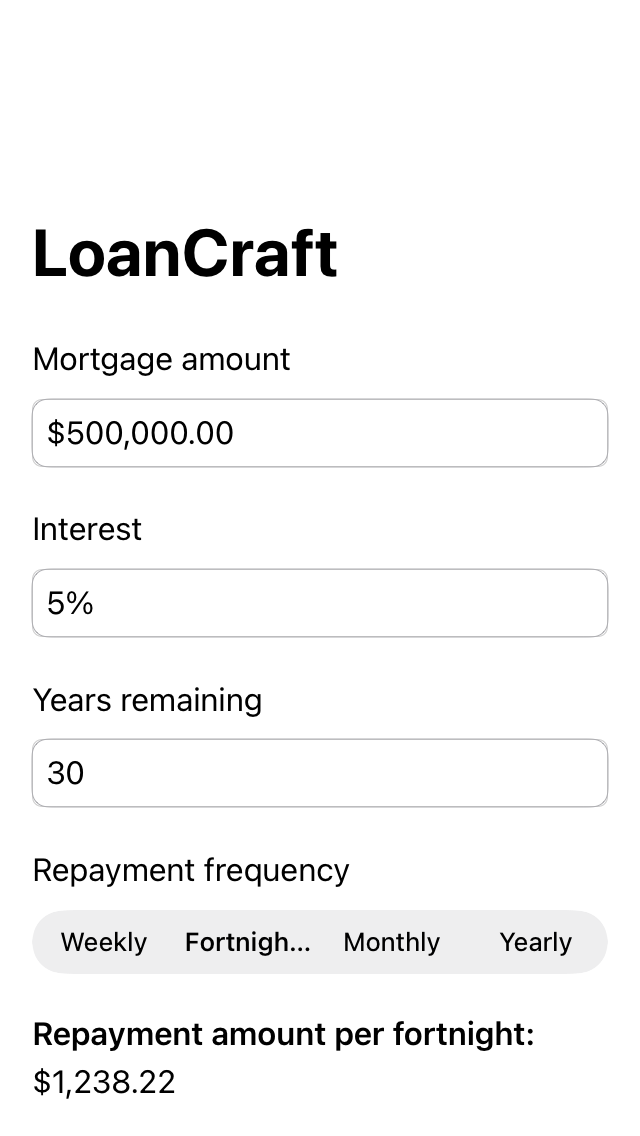 LoanCraft
Mortgage amount
$500,000.00
Interest
5%
Years remaining
30
Repayment frequency
Weekly Fortnigh... Monthly Yearly
Repayment amount per fortnight:
$1,238.22